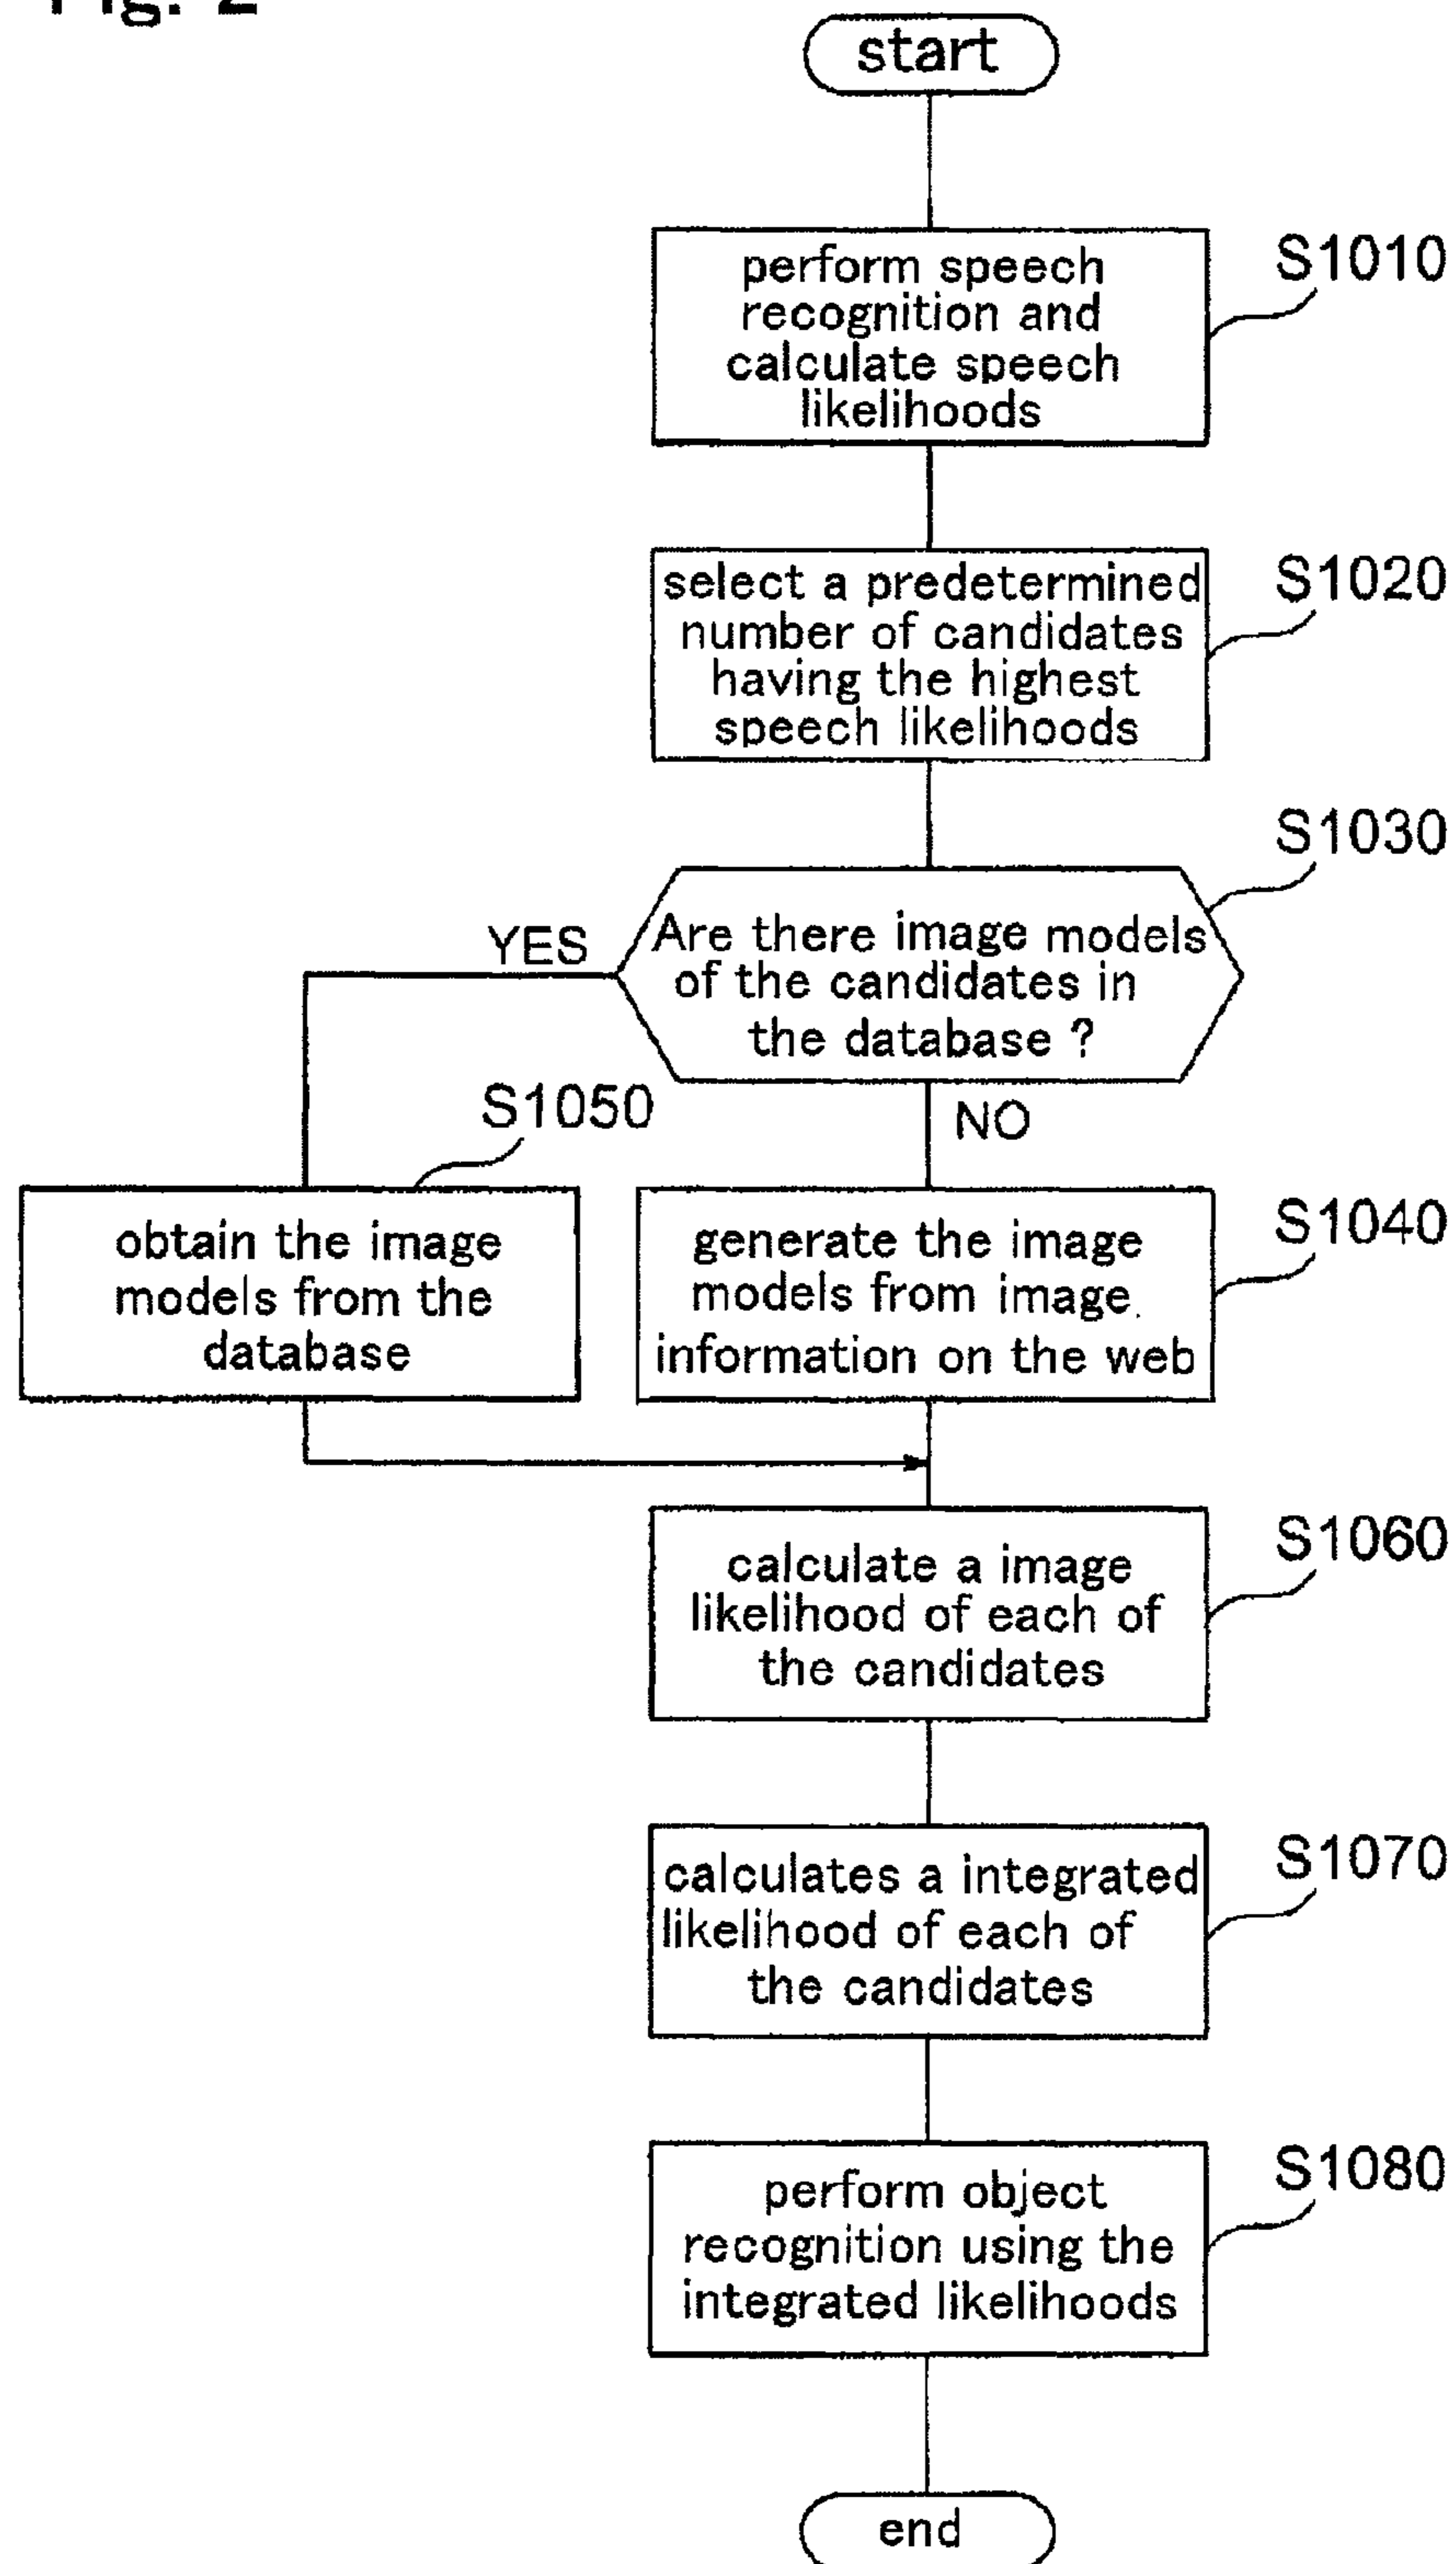 Fig. 2
start
perform speech
recognition and
calculate speech
likelihoods
S1010
select a predetermined
number of candidates
having the highest
speech likelihoods
S1020
S1030
Are there image models
of the candidates in
the database ?
YES
NO
S1050
obtain the image
models from the
database
generate the image
models from image
information on the web
S1040
calculate a image
likelihood of each of
the candidates
S1060
calculates a integrated
likelihood of each of
the candidates
S1070
perform object
recognition using the
integrated likelihoods
S1080
end